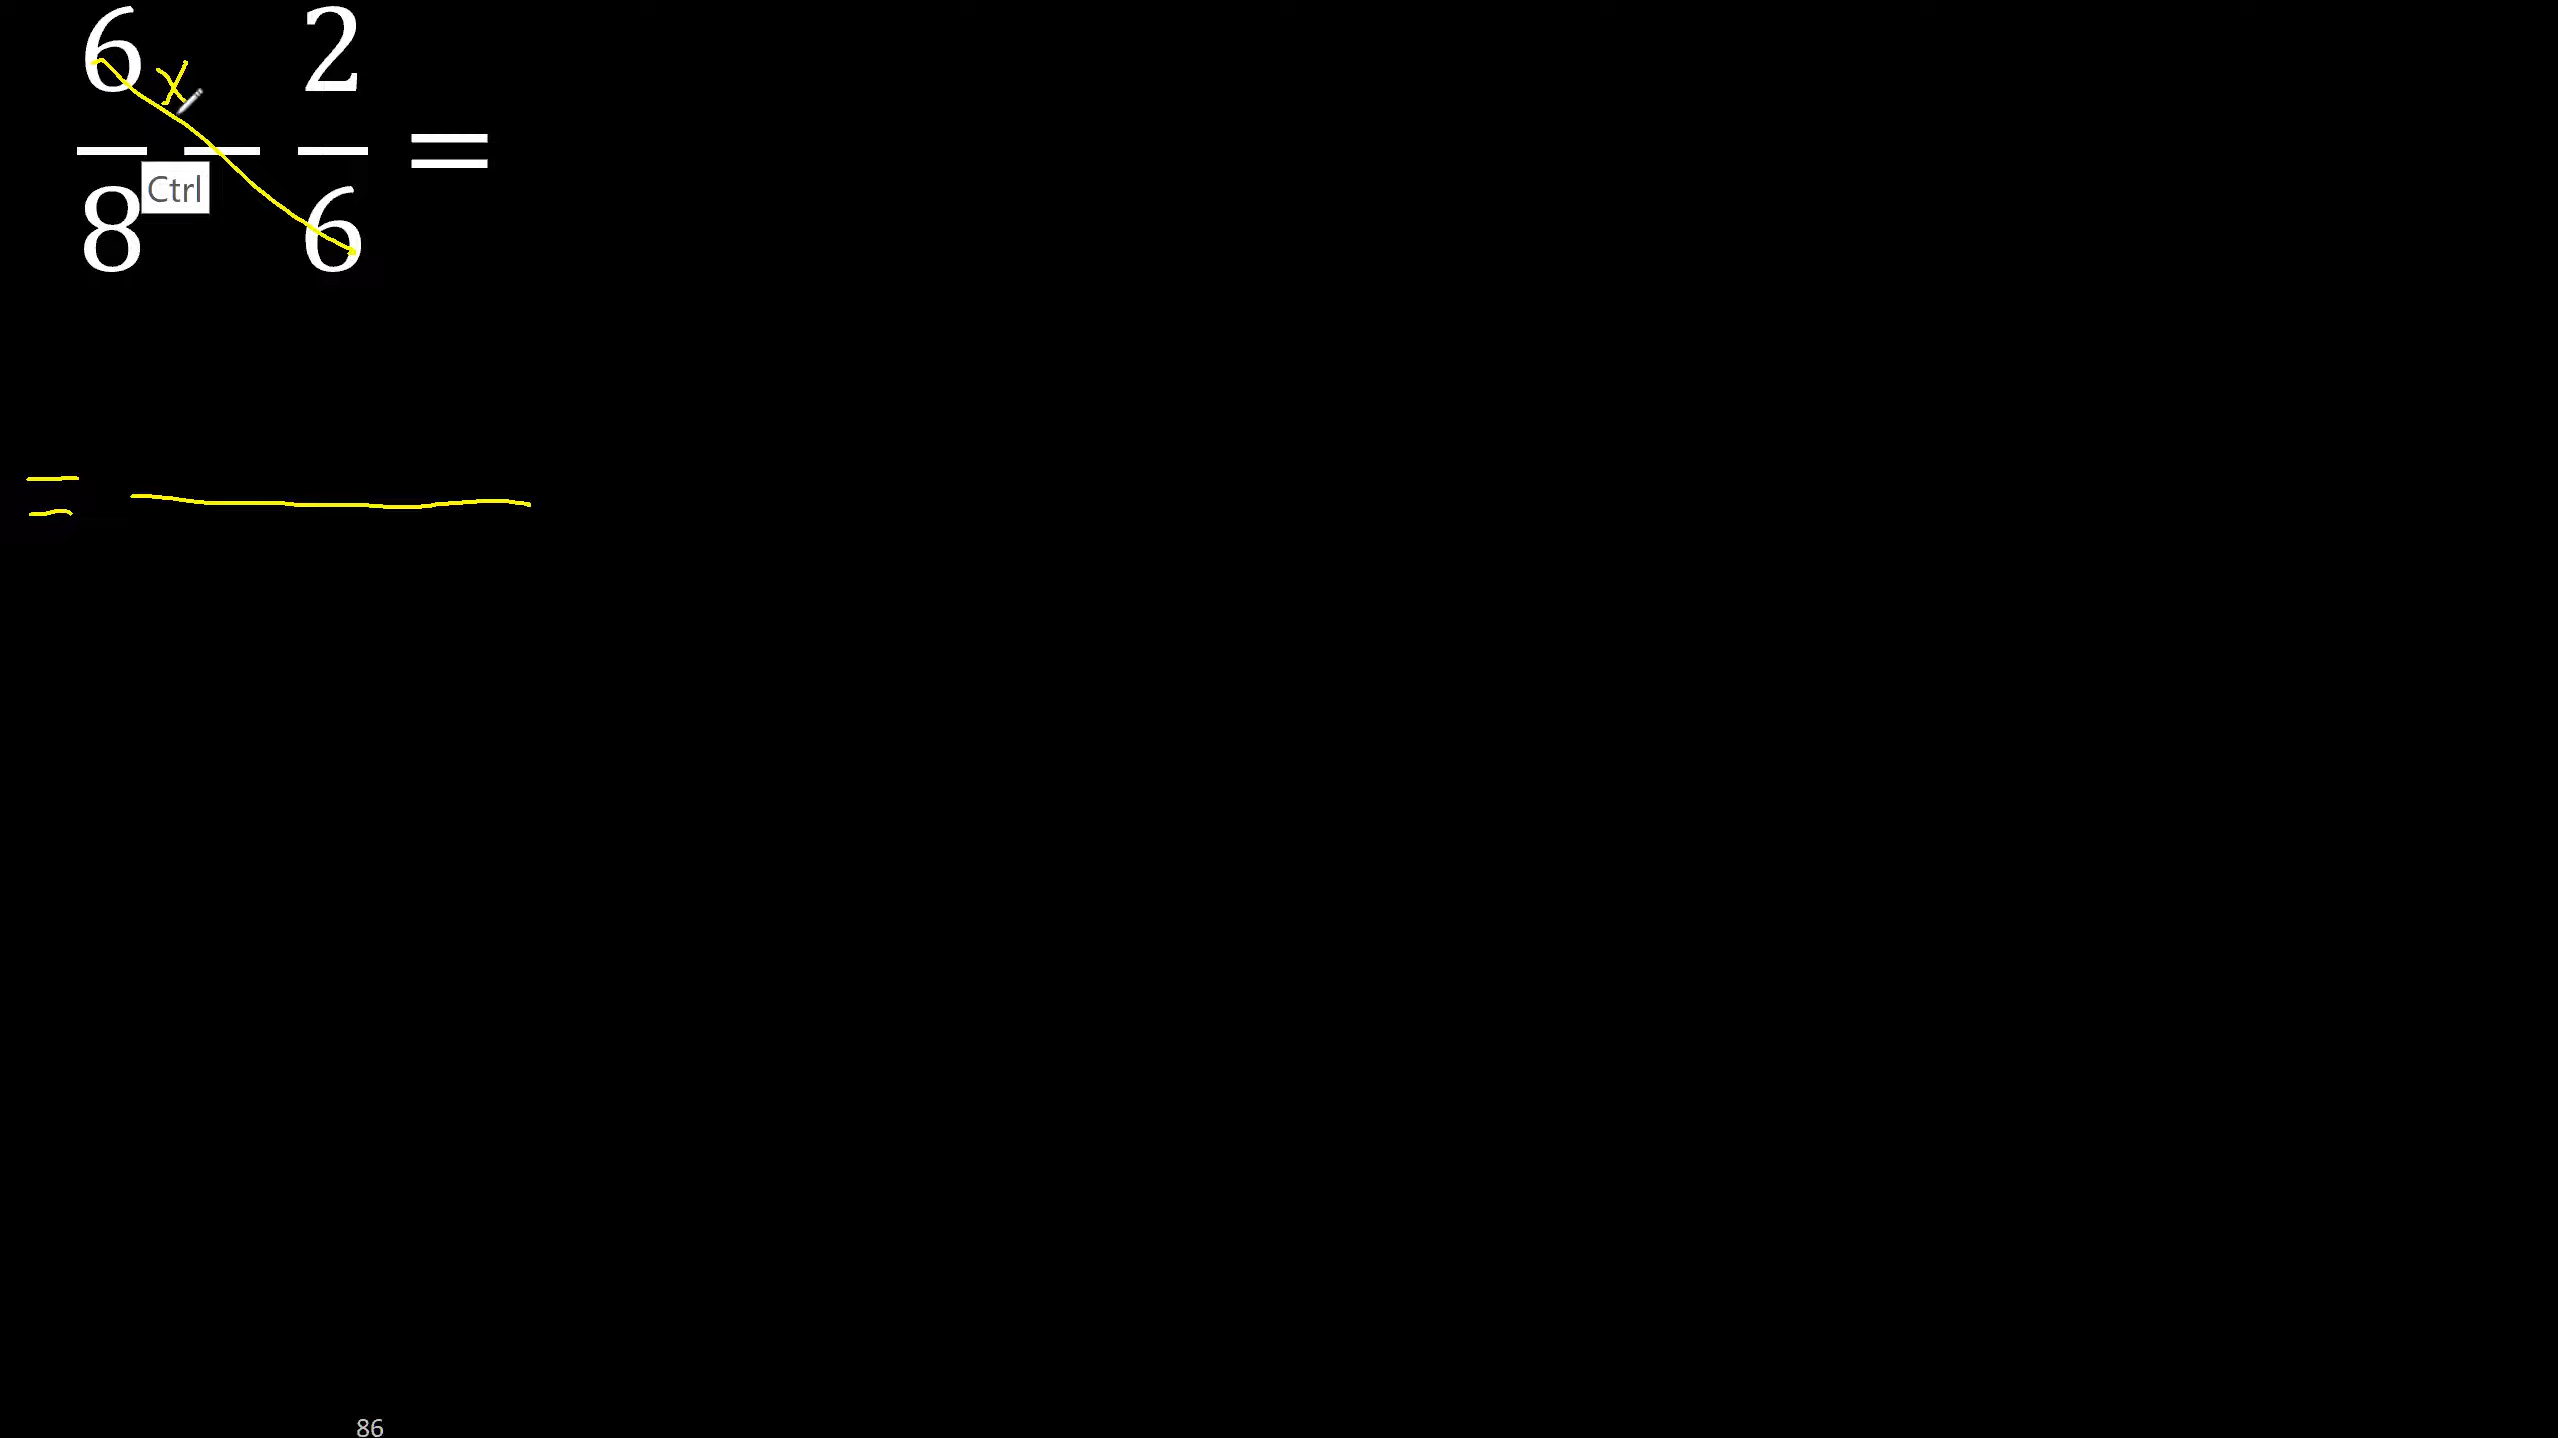 6 × 2
— — — =
8 Ctrl 6
= —
86